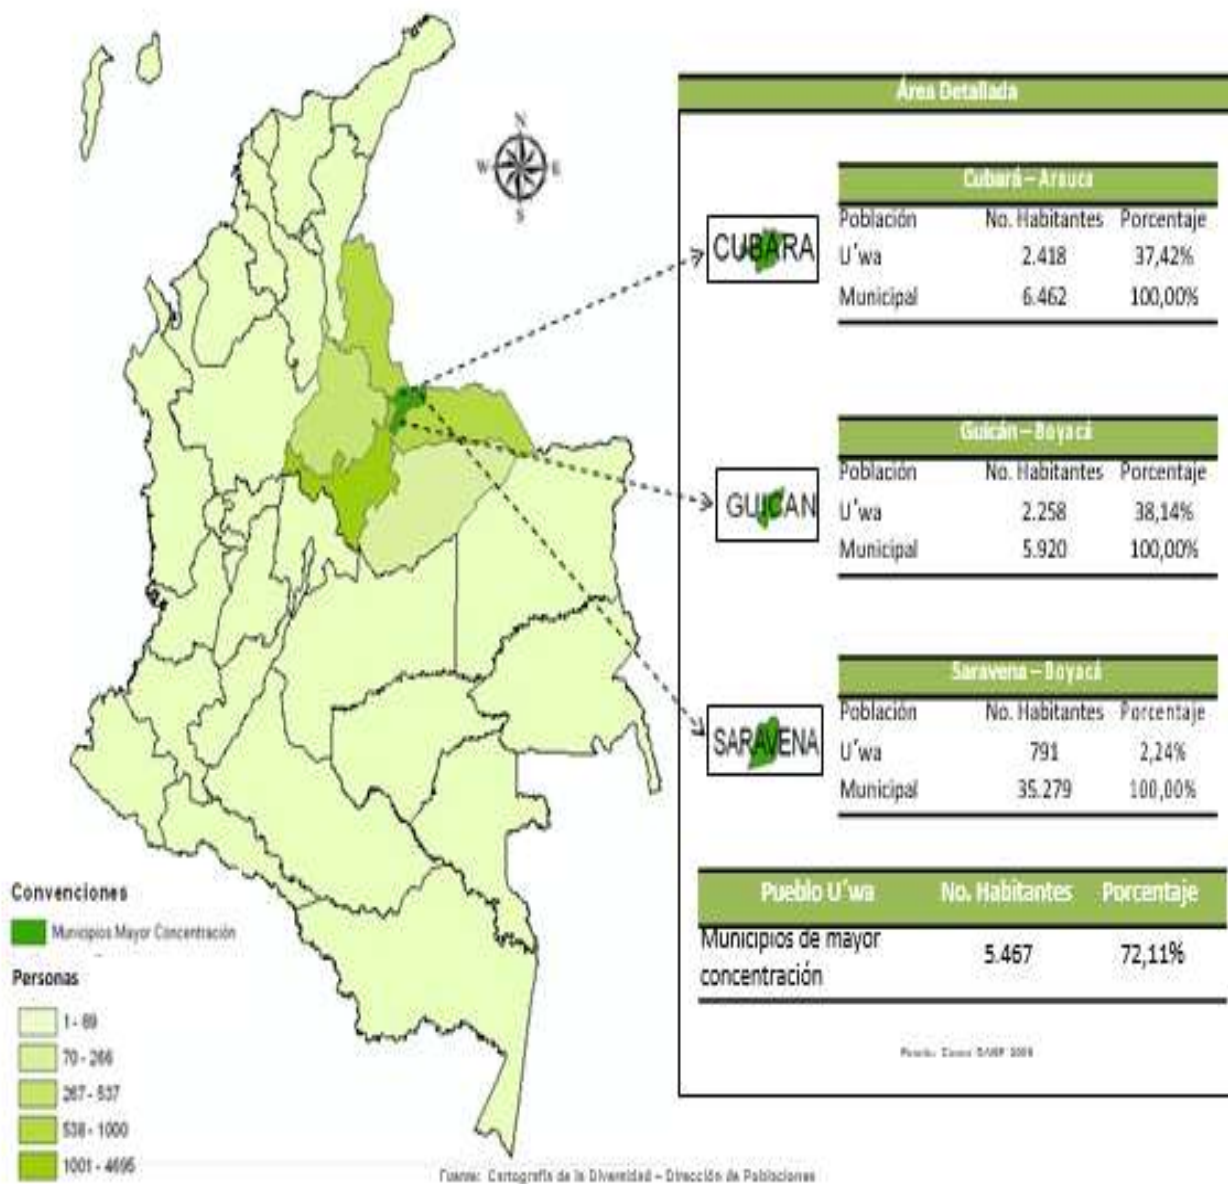 N
W E
S
Área Detallada
CUBARA
Cubará – Arauca
Población No. Habitantes Porcentaje
U´wa 2.418 37,42%
Municipal 6.462 100,00%
GUICAN
Guicán – Boyacá
Población No. Habitantes Porcentaje
U´wa 2.258 38,14%
Municipal 5.920 100,00%
SARAVENA
Saravena – Boyacá
Población No. Habitantes Porcentaje
U´wa 791 2,24%
Municipal 35.279 100,00%
Pueblo U´wa No. Habitantes Porcentaje
Municipios de mayor
concentración 5.467 72,11%
Convenciones
Municipios Mayor Concentración
Personas
1 - 69
70 - 266
267 - 537
538 - 1000
1001 - 4695
Fuente: Cartografía de la Diversidad – Dirección de Poblaciones